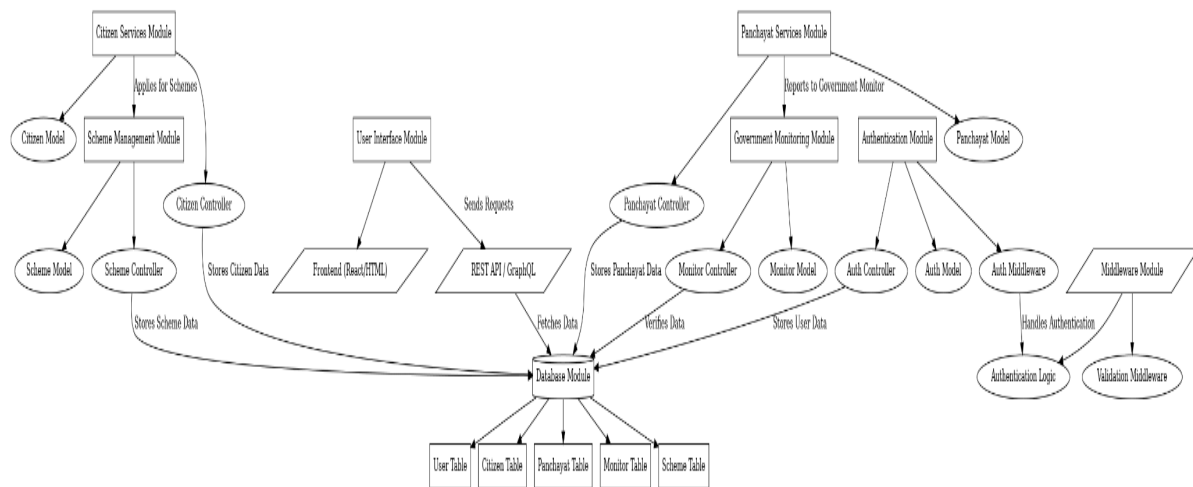 Citizen Services Module
Panchayat Services Module
Applies for Schemes
Reports to Government Monitor
Citizen Model
Scheme Management Module
User Interface Module
Government Monitoring Module
Authentication Module
Panchayat Model
Citizen Controller
Sends Requests
Panchayat Controller
Scheme Model
Scheme Controller
Stores Citizen Data
Frontend (React/HTML)
REST API / GraphQL
Stores Panchayat Data
Monitor Controller
Monitor Model
Auth Controller
Auth Model
Auth Middleware
Middleware Module
Stores Scheme Data
Fetches Data
Verifies Data
Stores User Data
Handles Authentication
Database Module
Authentication Logic
Validation Middleware
User Table
Citizen Table
Panchayat Table
Monitor Table
Scheme Table